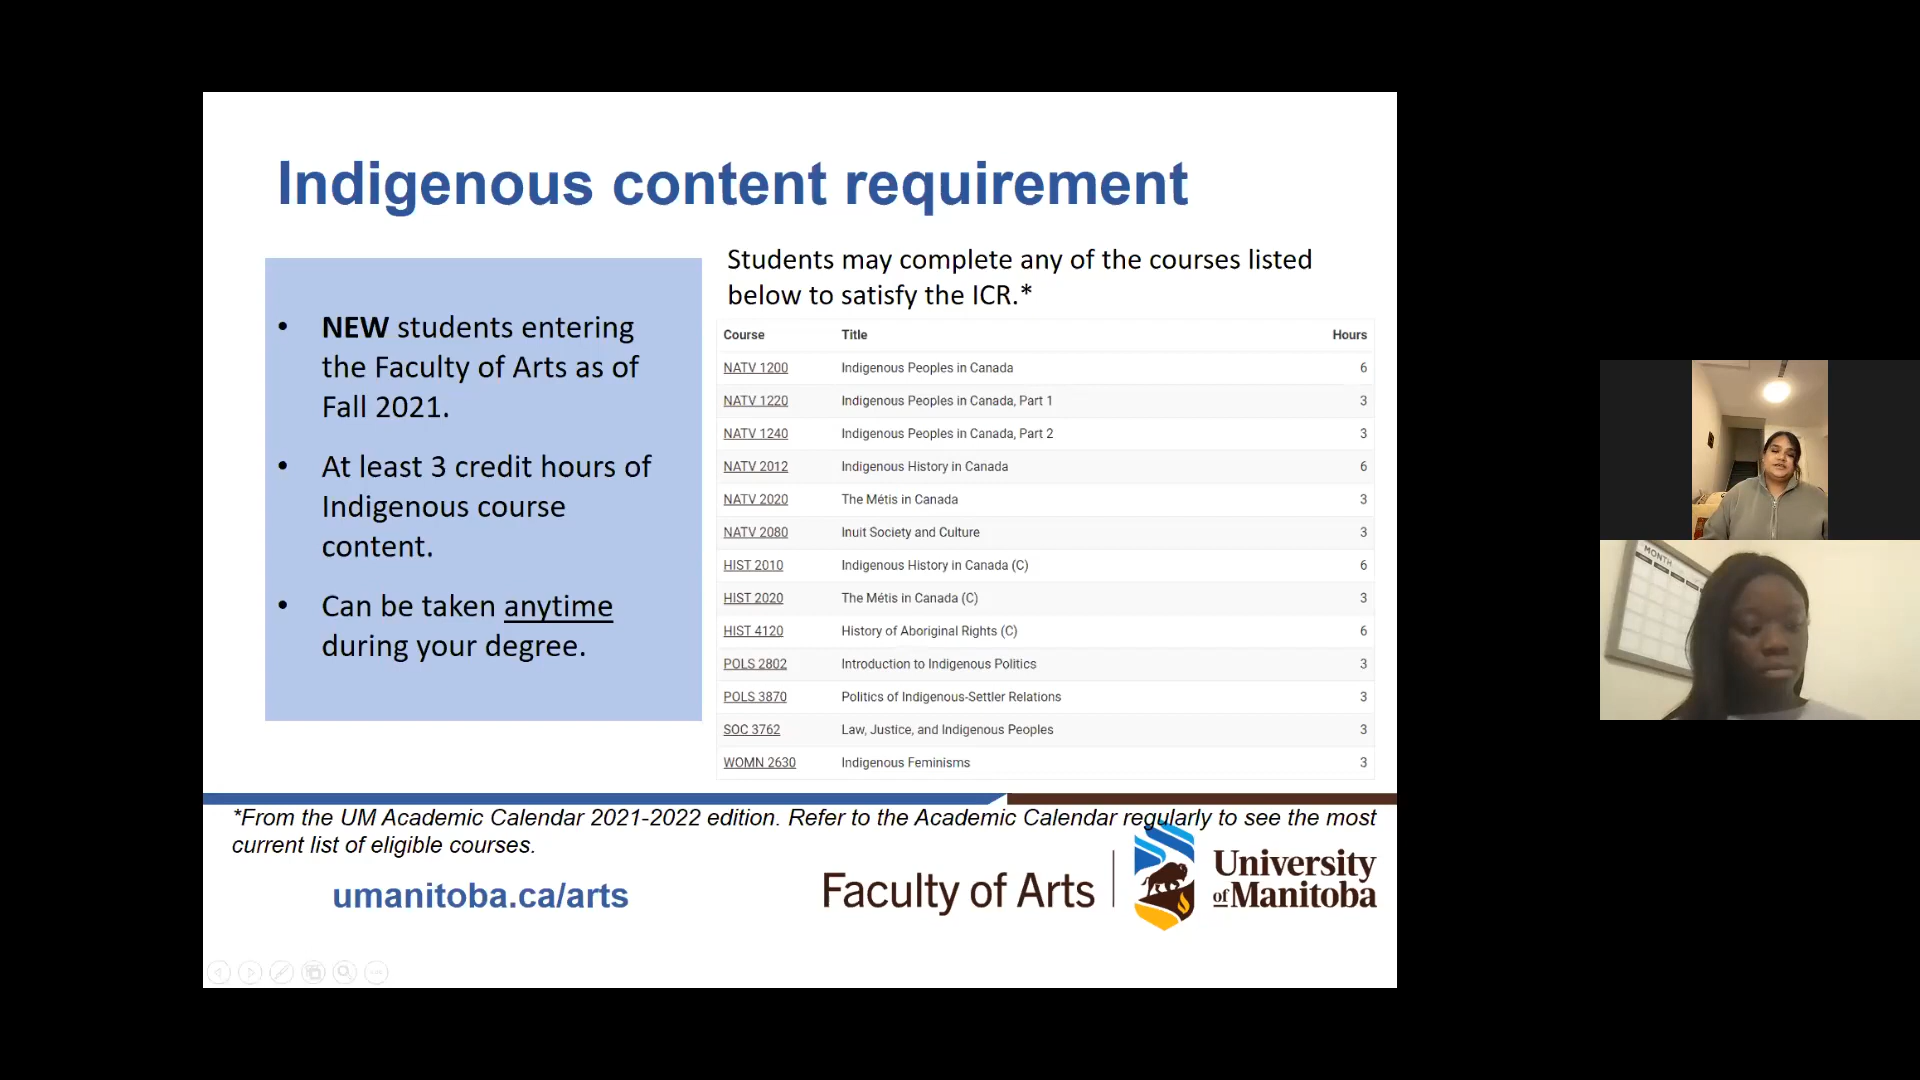 Indigenous content requirement
• NEW students entering
the Faculty of Arts as of
Fall 2021.
• At least 3 credit hours of
Indigenous course
content.
• Can be taken anytime
during your degree.
Students may complete any of the courses listed
below to satisfy the ICR.*
Course Title Hours
NATV 1200 Indigenous Peoples in Canada 6
NATV 1220 Indigenous Peoples in Canada, Part 1 3
NATV 1240 Indigenous Peoples in Canada, Part 2 3
NATV 2012 Indigenous History in Canada 6
NATV 2020 The Métis in Canada 3
NATV 2080 Inuit Society and Culture 3
HIST 2010 Indigenous History in Canada (C) 6
HIST 2020 The Métis in Canada (C) 3
HIST 4120 History of Aboriginal Rights (C) 6
POLS 2802 Introduction to Indigenous Politics 3
POLS 3870 Politics of Indigenous-Settler Relations 3
SOC 3762 Law, Justice, and Indigenous Peoples 3
WOMN 2630 Indigenous Feminisms 3
*From the UM Academic Calendar 2021-2022 edition. Refer to the Academic Calendar regularly to see the most
current list of eligible courses.
umanitoba.ca/arts
Faculty of Arts
University
of Manitoba
MONTH